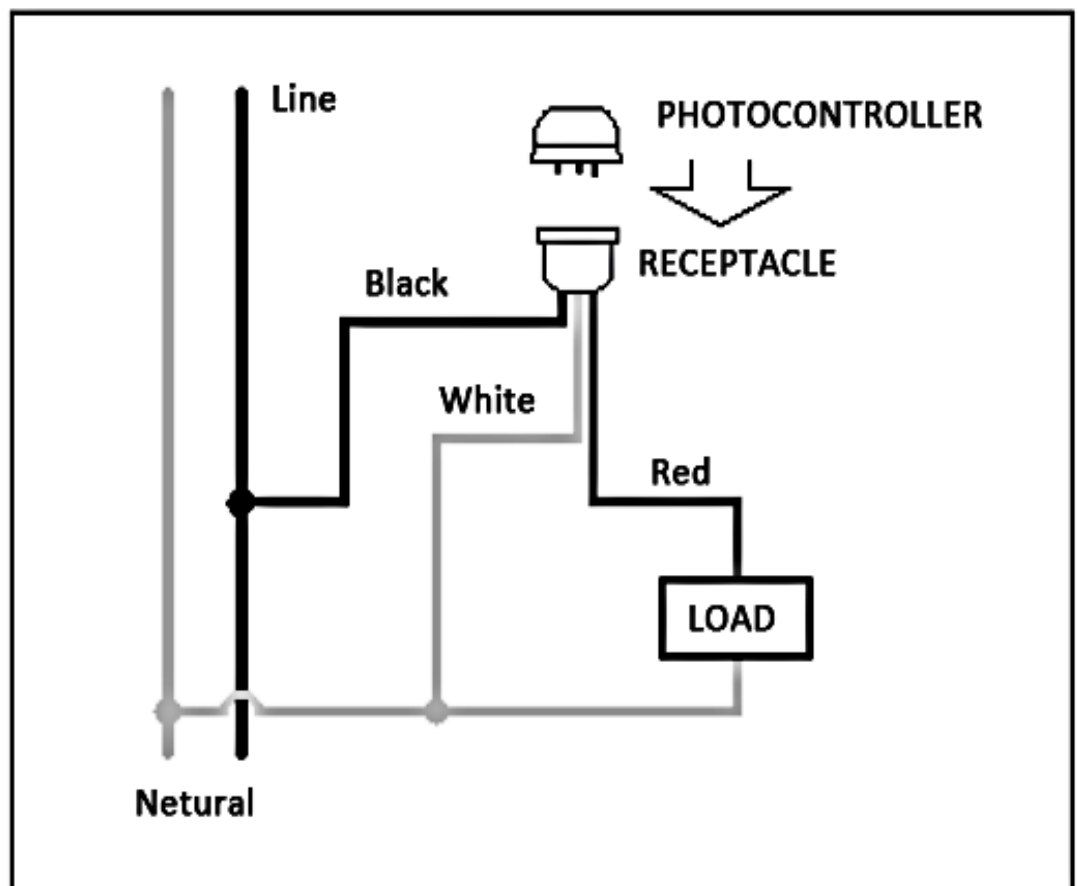 Line
PHOTOCONTROLLER
RECEPTACLE
Black
White
Red
LOAD
Netural